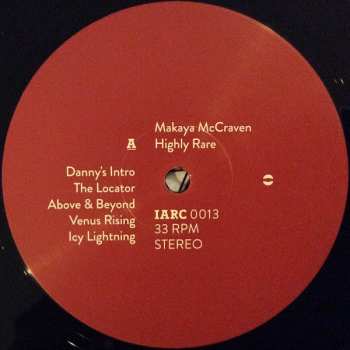 Makaya McCraven
A
Highly Rare
Danny's Intro
The Locator
Above & Beyond
Venus Rising
Icy Lightning
IARC 0013
33 RPM
STEREO